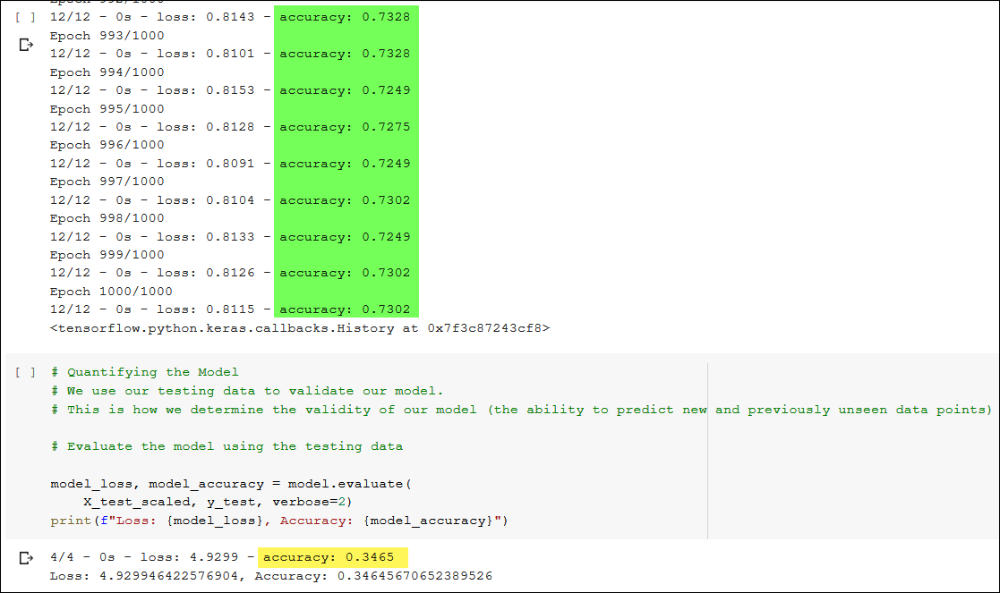 Epoch 992/1000
[ ] 12/12 - 0s - loss: 0.8143 - accuracy: 0.7328
Epoch 993/1000
12/12 - 0s - loss: 0.8101 - accuracy: 0.7328
Epoch 994/1000
12/12 - 0s - loss: 0.8153 - accuracy: 0.7249
Epoch 995/1000
12/12 - 0s - loss: 0.8128 - accuracy: 0.7275
Epoch 996/1000
12/12 - 0s - loss: 0.8091 - accuracy: 0.7249
Epoch 997/1000
12/12 - 0s - loss: 0.8104 - accuracy: 0.7302
Epoch 998/1000
12/12 - 0s - loss: 0.8133 - accuracy: 0.7249
Epoch 999/1000
12/12 - 0s - loss: 0.8126 - accuracy: 0.7302
Epoch 1000/1000
12/12 - 0s - loss: 0.8115 - accuracy: 0.7302
<tensorflow.python.keras.callbacks.History at 0x7f3c87243cf8>
[ ] # Quantifying the Model
# We use our testing data to validate our model.
# This is how we determine the validity of our model (the ability to predict new and previously unseen data points)
# Evaluate the model using the testing data
model_loss, model_accuracy = model.evaluate(
X_test_scaled, y_test, verbose=2)
print(f"Loss: {model_loss}, Accuracy: {model_accuracy}")
4/4 - 0s - loss: 4.9299 - accuracy: 0.3465
Loss: 4.929946422576904, Accuracy: 0.34645670652389526